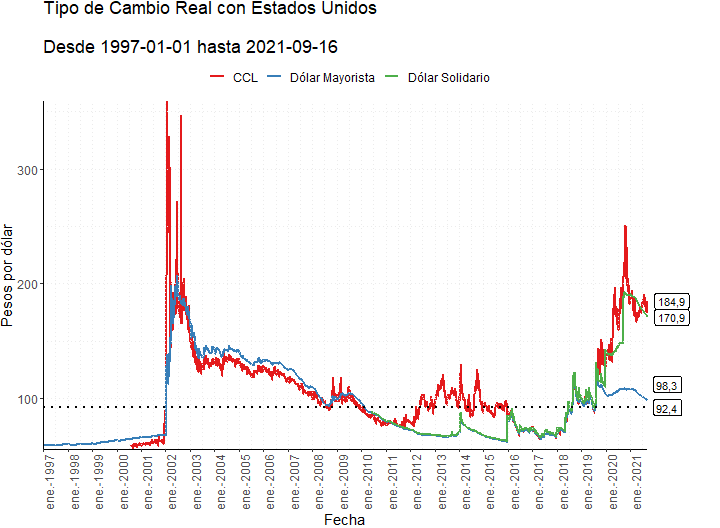 Tipo de Cambio Real con Estados Unidos
Desde 1997-01-01 hasta 2021-09-16
CCL Dólar Mayorista Dólar Solidario
Pesos por dólar
300
200
100
184,9
170,9
98,3
92,4
ene.-1997
ene.-1998
ene.-1999
ene.-2000
ene.-2001
ene.-2002
ene.-2003
ene.-2004
ene.-2005
ene.-2006
ene.-2007
ene.-2008
ene.-2009
ene.-2010
ene.-2011
ene.-2012
ene.-2013
ene.-2014
ene.-2015
ene.-2016
ene.-2017
ene.-2018
ene.-2019
ene.-2020
ene.-2021
Fecha